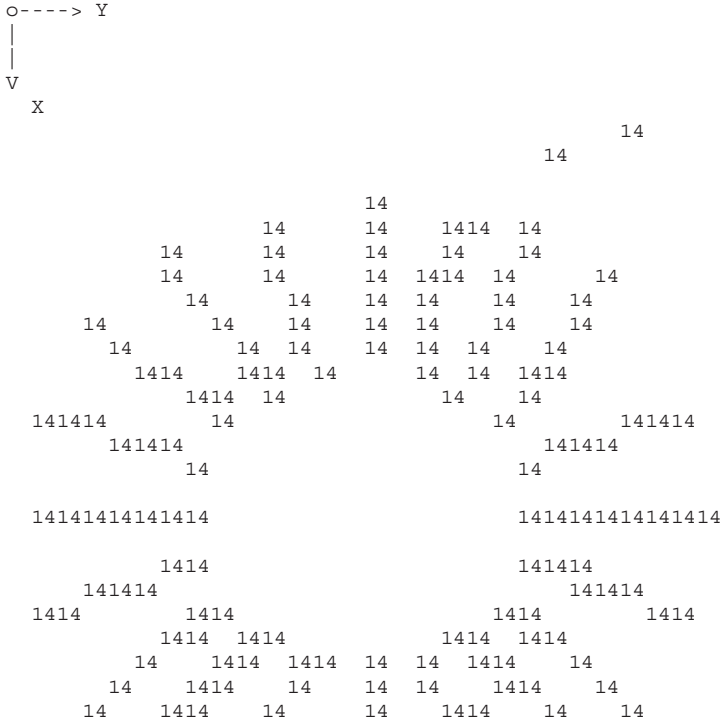 o----> Y
|
|
V
  X
                                                14
                                          14

                            14
                    14      14    1414  14
            14      14      14    14    14
            14      14      14  1414  14      14
              14      14    14  14    14    14
      14        14    14    14  14    14    14
        14        14  14    14  14  14    14
          1414    1414  14      14  14  1414
              1414  14            14    14
  141414        14                    14        141414
        141414                            141414
              14                        14

  14141414141414                        1414141414141414

            1414                        141414
      141414                                141414
  1414        1414                    1414        1414
            1414  1414            1414  1414
          14    1414  1414  14  14  1414    14
        14    1414    14    14  14    1414    14
      14    1414    14      14    1414    14    14